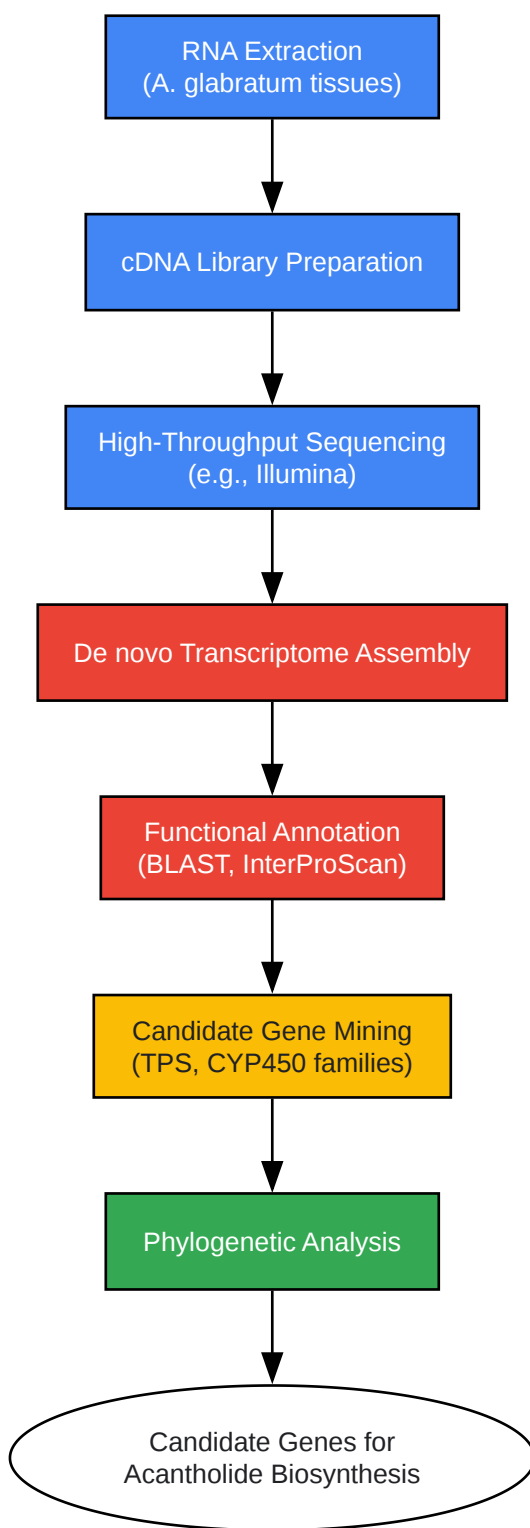 RNA Extraction
(A. glabratum tissues)
cDNA Library Preparation
High-Throughput Sequencing
(e.g., Illumina)
De novo Transcriptome Assembly
Functional Annotation
(BLAST, InterProScan)
Candidate Gene Mining
(TPS, CYP450 families)
Phylogenetic Analysis
Candidate Genes for
Acantholide Biosynthesis